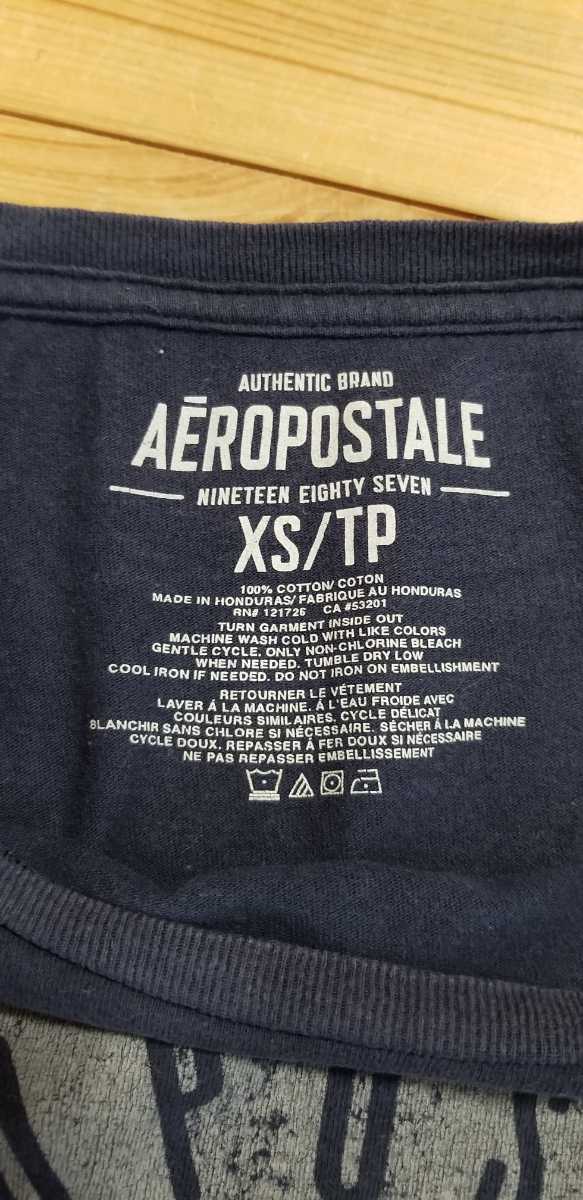 AUTHENTIC BRAND
AĒROPOSTALE
NINETEEN EIGHTY SEVEN
XS/TP
100% COTTON/ COTON
MADE IN HONDURAS/ FABRIQUE AU HONDURAS
RN# 121726 CA #53201
TURN GARMENT INSIDE OUT
MACHINE WASH COLD WITH LIKE COLORS
GENTLE CYCLE. ONLY NON-CHLORINE BLEACH
WHEN NEEDED. TUMBLE DRY LOW
COOL IRON IF NEEDED. DO NOT IRON ON EMBELLISHMENT
RETOURNER LE VÉTEMENT
LAVER Á LA MACHINE. Á L'EAU FROIDE AVEC
COULEURS SIMILAIRES. CYCLE DÉLICAT
BLANCHIR SANS CHLORE SI NÉCESSAIRE. SÉCHER Á LA MACHINE
CYCLE DOUX. REPASSER Á FER DOUX SI NÉCESSAIRE
NE PAS REPASSER EMBELLISSEMENT